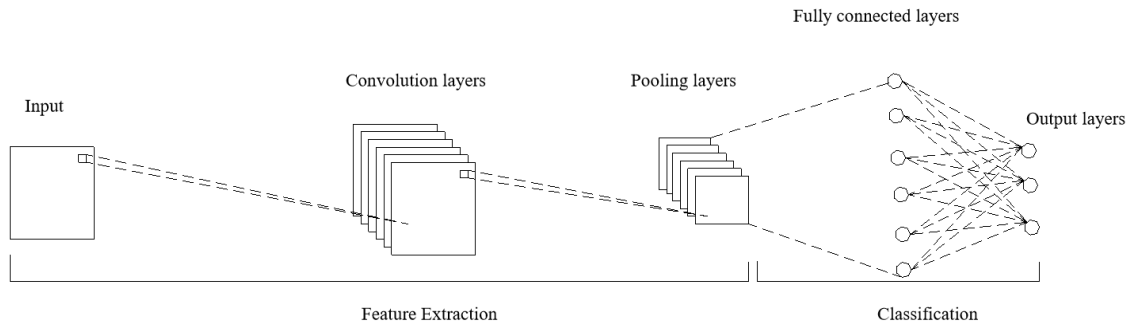 Fully connected layers
Convolution layers
Pooling layers
Input
Output layers
Feature Extraction
Classification